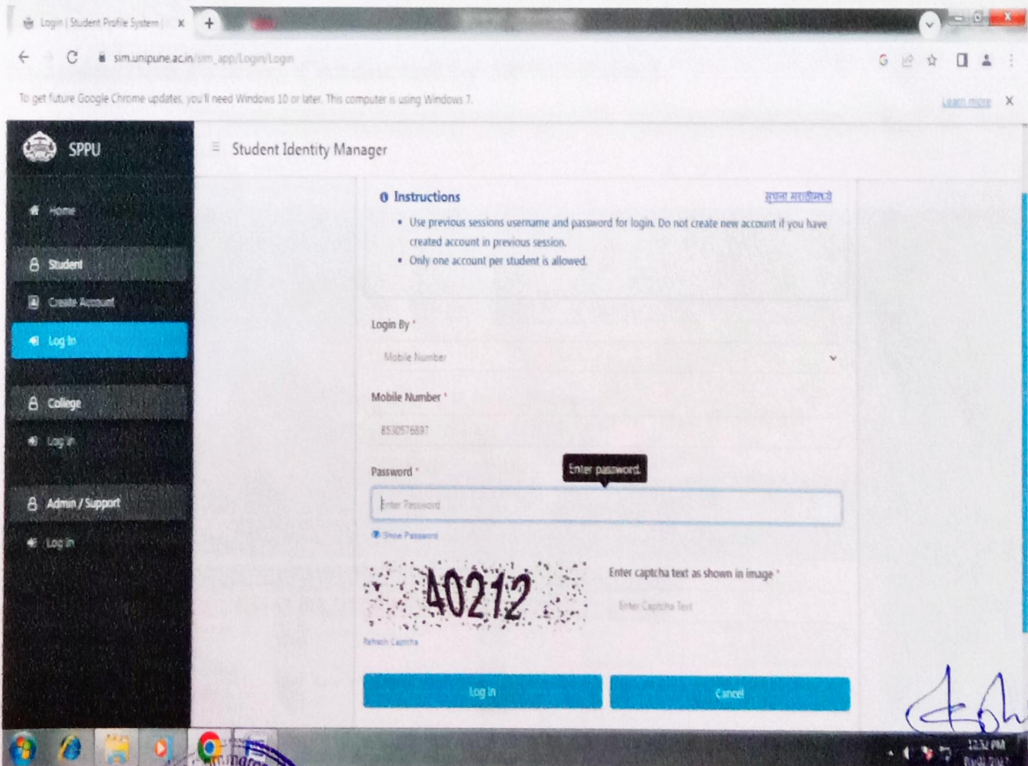 Login | Student Profile System |
sim.unipune.ac.in/sim_app/Login/Login
To get future Google Chrome updates, you'll need Windows 10 or later. This computer is using Windows 7.
Learn more
SPPU
Student Identity Manager
Home
Student
Create Account
Log In
College
Log in
Admin / Support
Log in
Instructions
सूचना मराठीमध्ये
Use previous sessions username and password for login. Do not create new account if you have
created account in previous session.
Only one account per student is allowed.
Login By *
Mobile Number
Mobile Number *
8530576897
Password *
Enter password.
Enter Password
Show Password
40212
Enter captcha text as shown in image *
Enter Captcha Text
Refresh Captcha
Log In
Cancel
12:32 PM